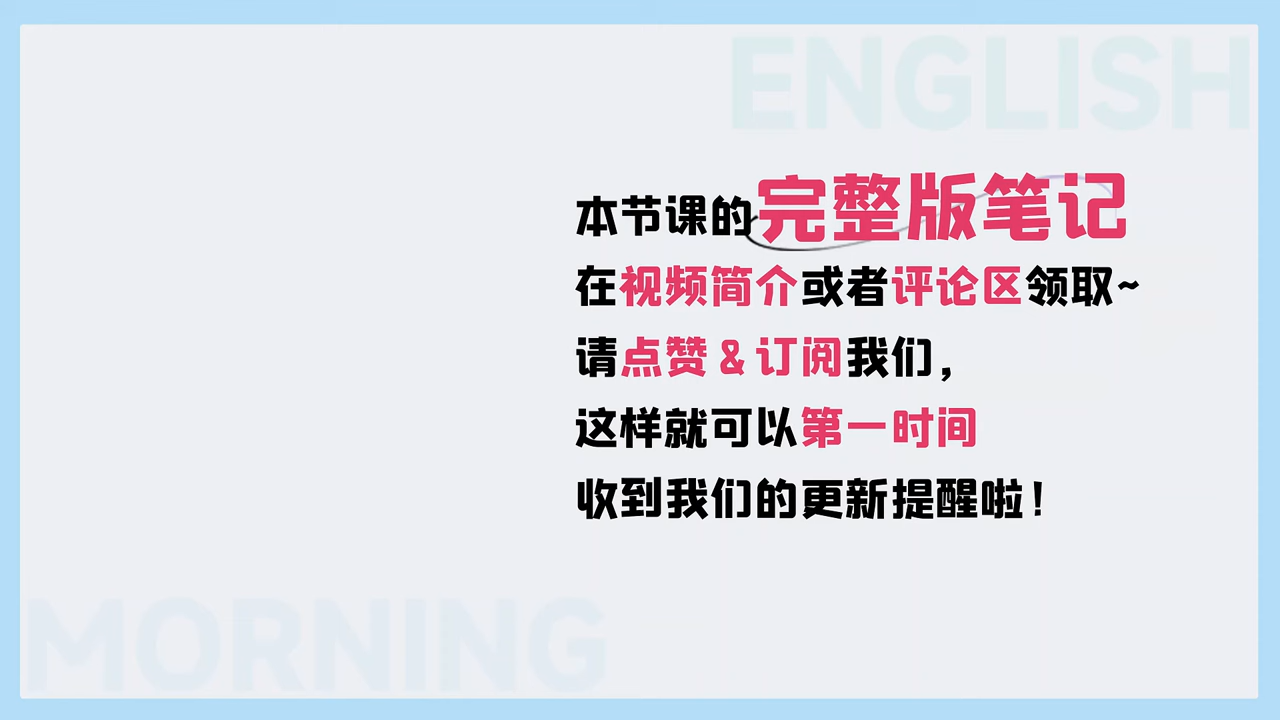 ENGLISH
本节课的完整版笔记
在视频简介或者评论区领取~
请点赞&订阅我们，
这样就可以第一时间
收到我们的更新提醒啦！
MORNING